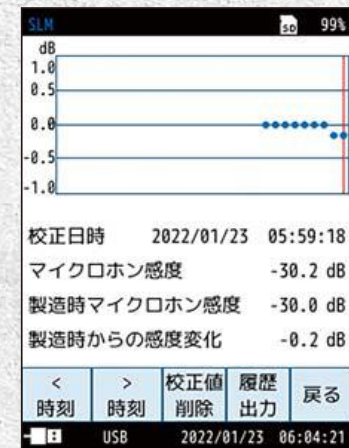 SLM SD 99%
dB
1.0
0.5
0.0
-0.5
-1.0
校正日時 2022/01/23 05:59:18
マイクロホン感度 -30.2 dB
製造時マイクロホン感度 -30.0 dB
製造時からの感度変化 -0.2 dB
< > 校正値 履歴 戻る
時刻 時刻 削除 出力
USB 2022/01/23 06:04:21